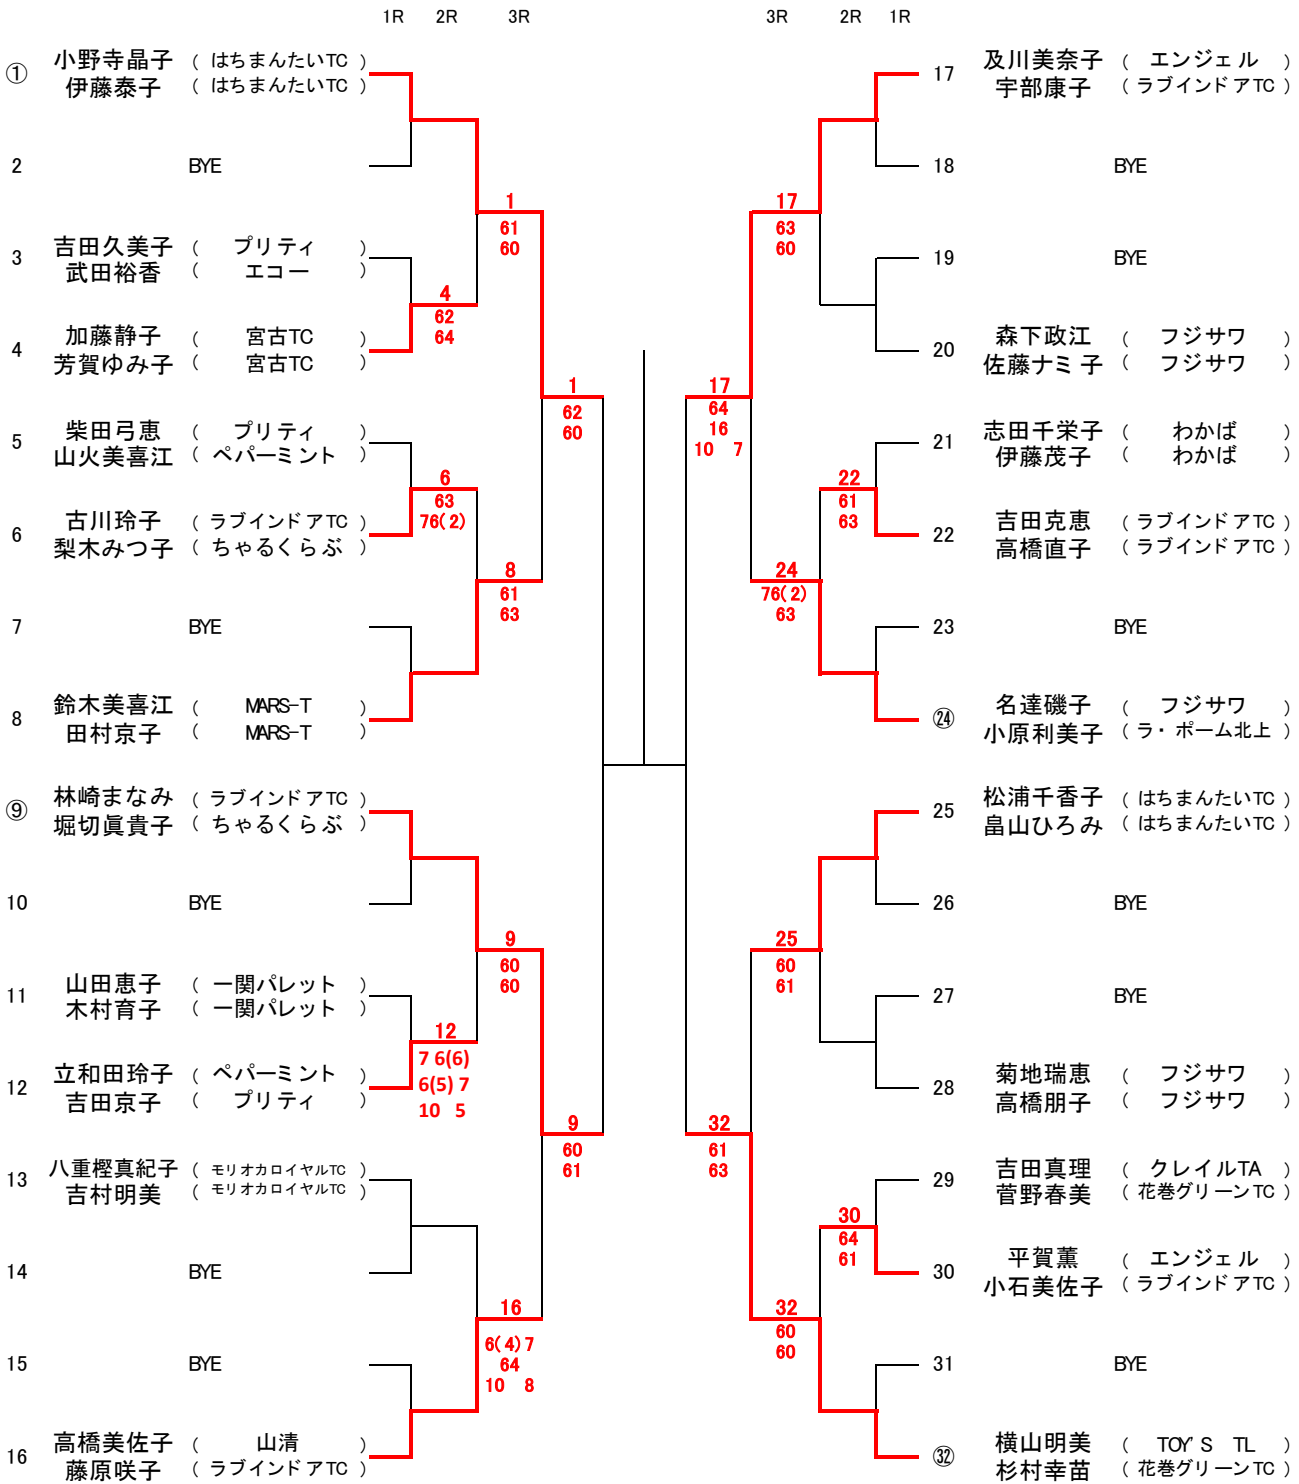 1R 2R 3R 3R 2R 1R
① 小野寺晶子 ( はちまんたいTC )
伊藤泰子 ( はちまんたいTC )
2 BYE
3 吉田久美子 ( プリティ )
武田裕香 ( エコー )
4 加藤静子 ( 宮古TC )
芳賀ゆみ子 ( 宮古TC )
5 柴田弓恵 ( プリティ )
山火美喜江 ( ペパーミント )
6 古川玲子 ( ラブインドアTC )
梨木みつ子 ( ちゃるくらぶ )
7 BYE
8 鈴木美喜江 ( MARS-T )
田村京子 ( MARS-T )
⑨ 林崎まなみ ( ラブインドアTC )
堀切眞貴子 ( ちゃるくらぶ )
10 BYE
11 山田恵子 ( 一関パレット )
木村育子 ( 一関パレット )
12 立和田玲子 ( ペパーミント )
吉田京子 ( プリティ )
13 八重樫真紀子 ( モリオカロイヤルTC )
吉村明美 ( モリオカロイヤルTC )
14 BYE
15 BYE
16 高橋美佐子 ( 山清 )
藤原咲子 ( ラブインドアTC )
4
62
64
6
63
76(2)
12
7 6(6)
6(5) 7
10 5
1
61
60
8
61
63
9
60
60
16
6(4)7
64
10 8
1
62
60
9
60
61
17
64
16
10 7
32
61
63
17
63
60
24
76(2)
63
25
60
61
32
60
60
22
61
63
30
64
61
17 及川美奈子 ( エンジェル )
宇部康子 ( ラブインドアTC )
18 BYE
19 BYE
20 森下政江 ( フジサワ )
佐藤ナミ子 ( フジサワ )
21 志田千栄子 ( わかば )
伊藤茂子 ( わかば )
22 吉田克恵 ( ラブインドアTC )
高橋直子 ( ラブインドアTC )
23 BYE
㉔ 名達磯子 ( フジサワ )
小原利美子 ( ラ・ポーム北上 )
25 松浦千香子 ( はちまんたいTC )
畠山ひろみ ( はちまんたいTC )
26 BYE
27 BYE
28 菊地瑞恵 ( フジサワ )
高橋朋子 ( フジサワ )
29 吉田真理 ( クレイルTA )
菅野春美 ( 花巻グリーンTC )
30 平賀薫 ( エンジェル )
小石美佐子 ( ラブインドアTC )
31 BYE
㉜ 横山明美 ( TOY'S TL )
杉村幸苗 ( 花巻グリーンTC )